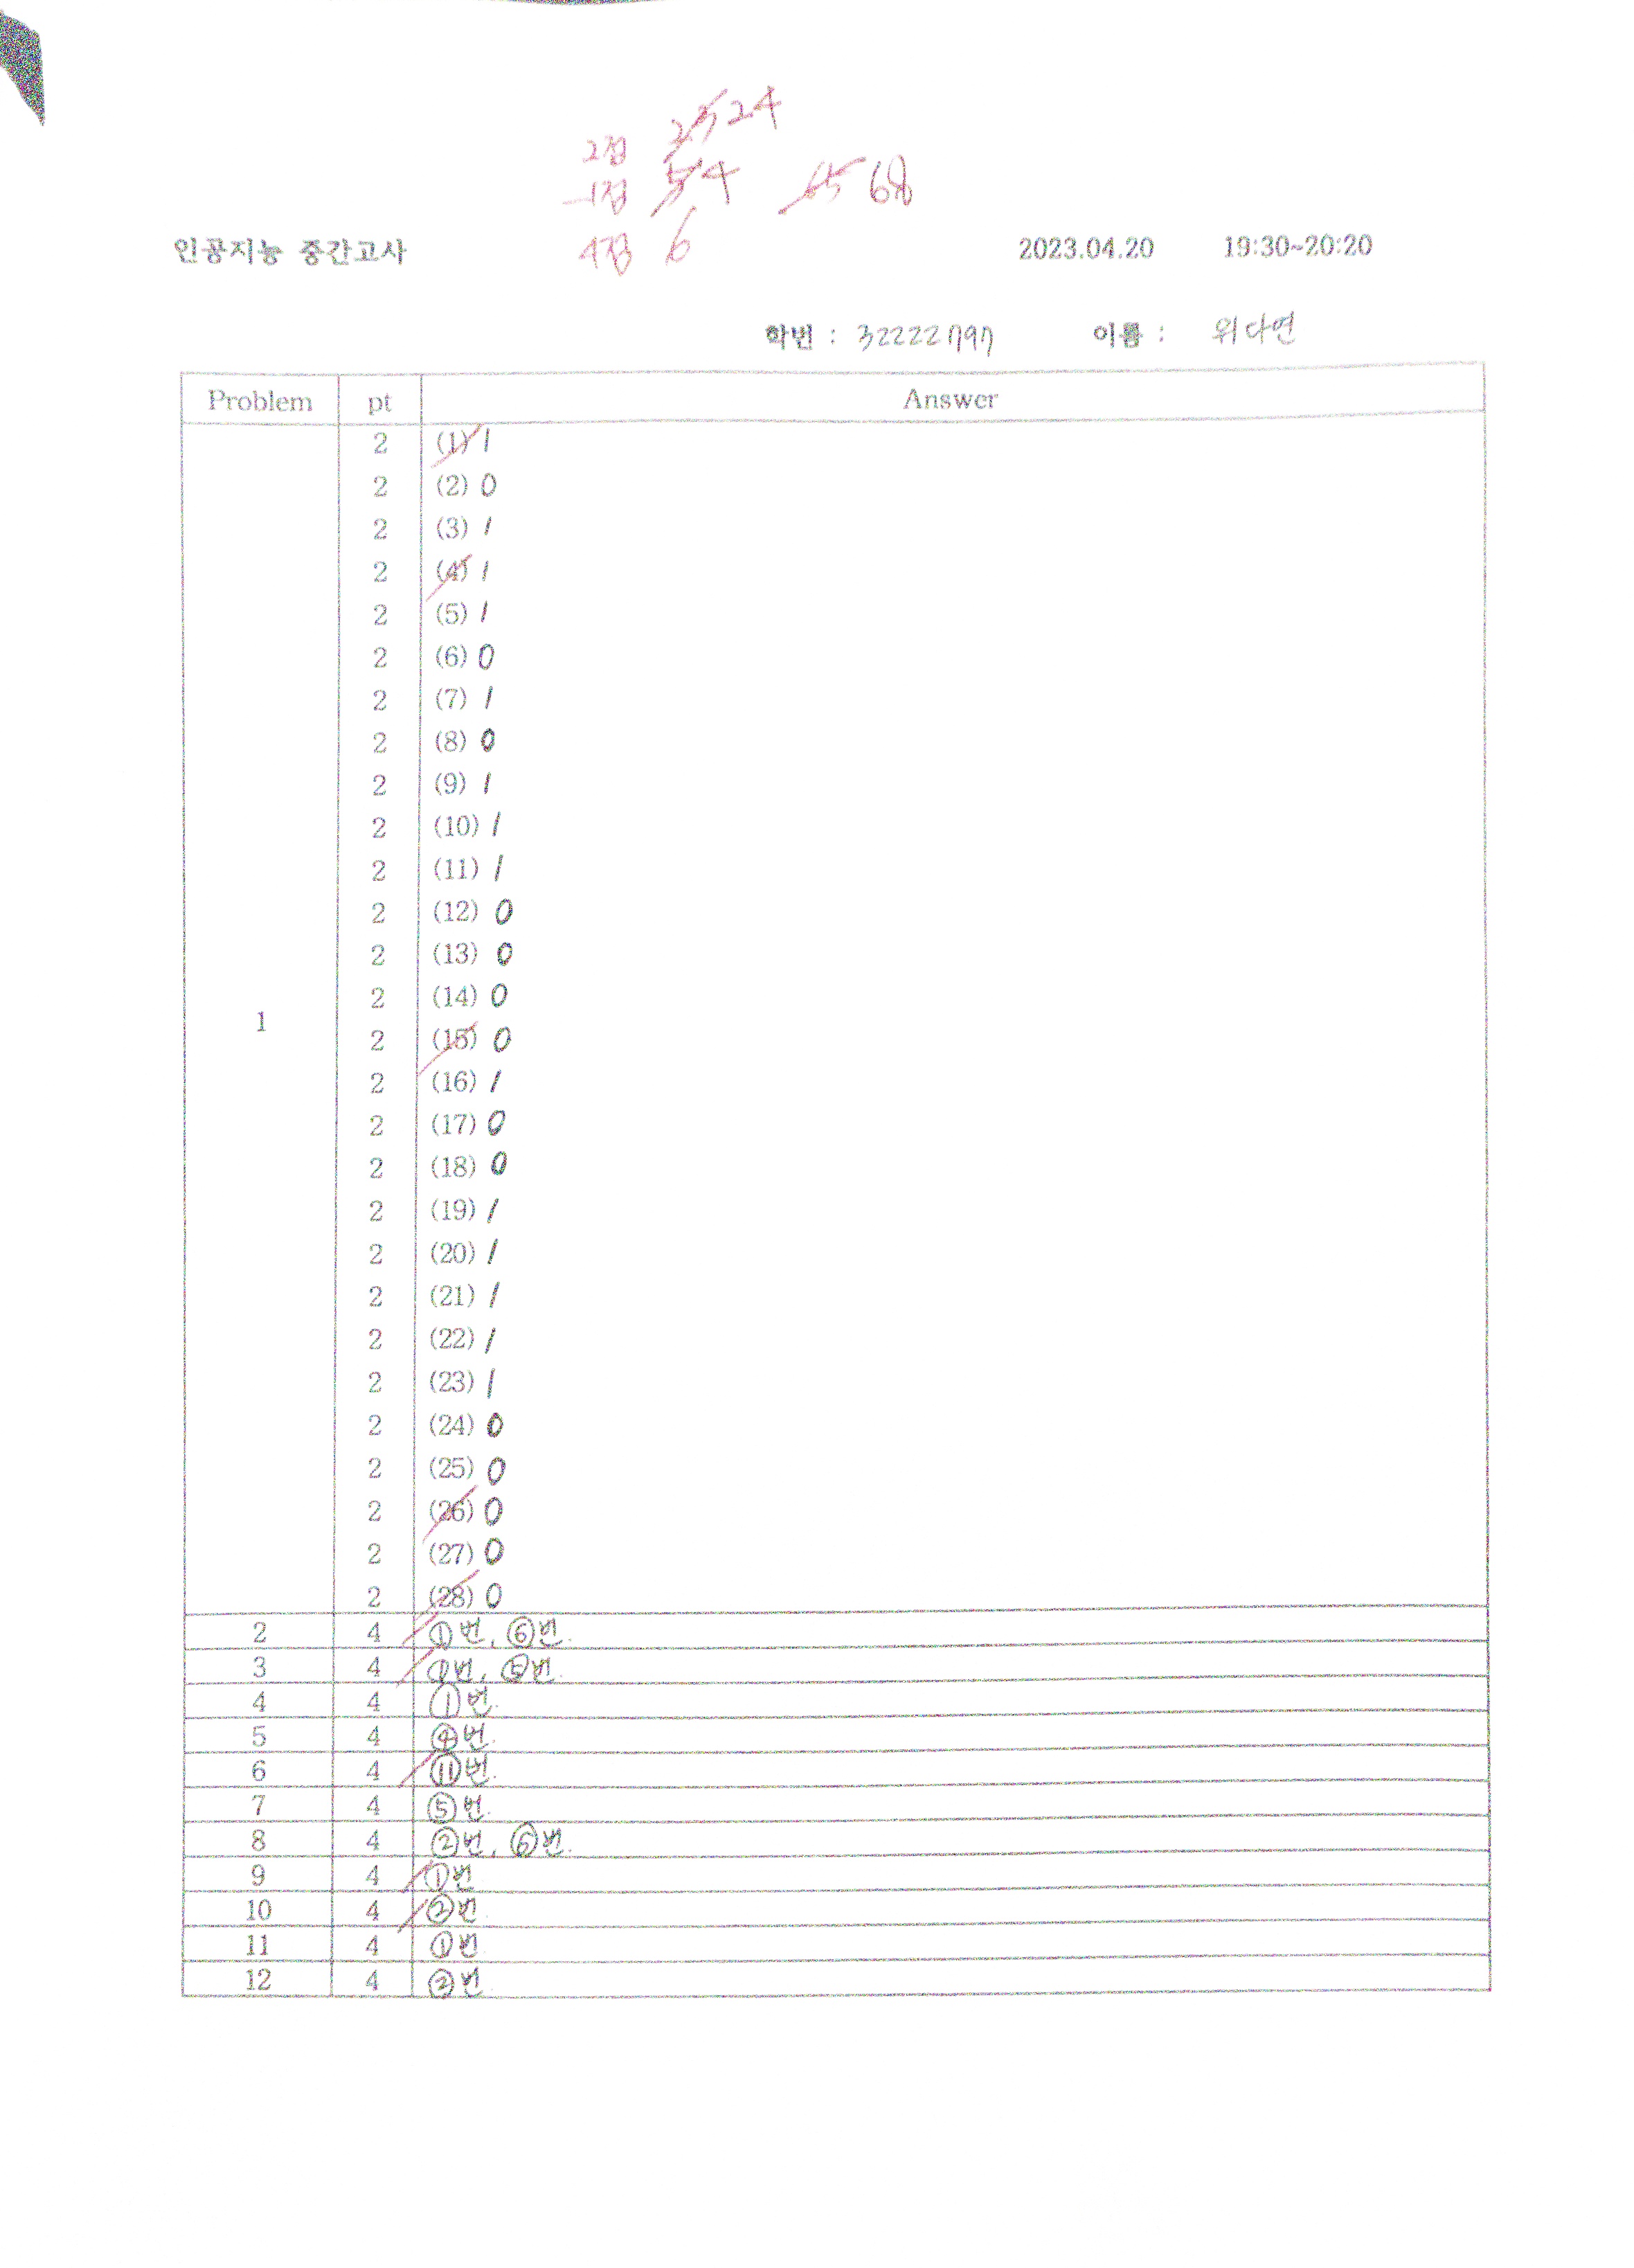 2점 23 24
-1점 5 4 65 68
4점 6
인공지능 중간고사 2023.04.20 19:30~20:20
학번 : 32222797 이름 : 위다연
Problem pt Answer
2 (1) 1
2 (2) 0
2 (3) 1
2 (4) 1
2 (5) 1
2 (6) 0
2 (7) 1
2 (8) 0
2 (9) 1
2 (10) 1
2 (11) 1
2 (12) 0
2 (13) 0
2 (14) 0
1
2 (15) 0
2 (16) 1
2 (17) 0
2 (18) 0
2 (19) 1
2 (20) 1
2 (21) 1
2 (22) 1
2 (23) 1
2 (24) 0
2 (25) 0
2 (26) 0
2 (27) 0
2 (28) 0
2 4 ①번, ⑥번.
3 4 ①번, ⑤번.
4 4 ①번.
5 4 ④번.
6 4 ⑪번.
7 4 ⑤번.
8 4 ②번, ⑥번.
9 4 ①번
10 4 ③번.
11 4 ①번
12 4 ③번.